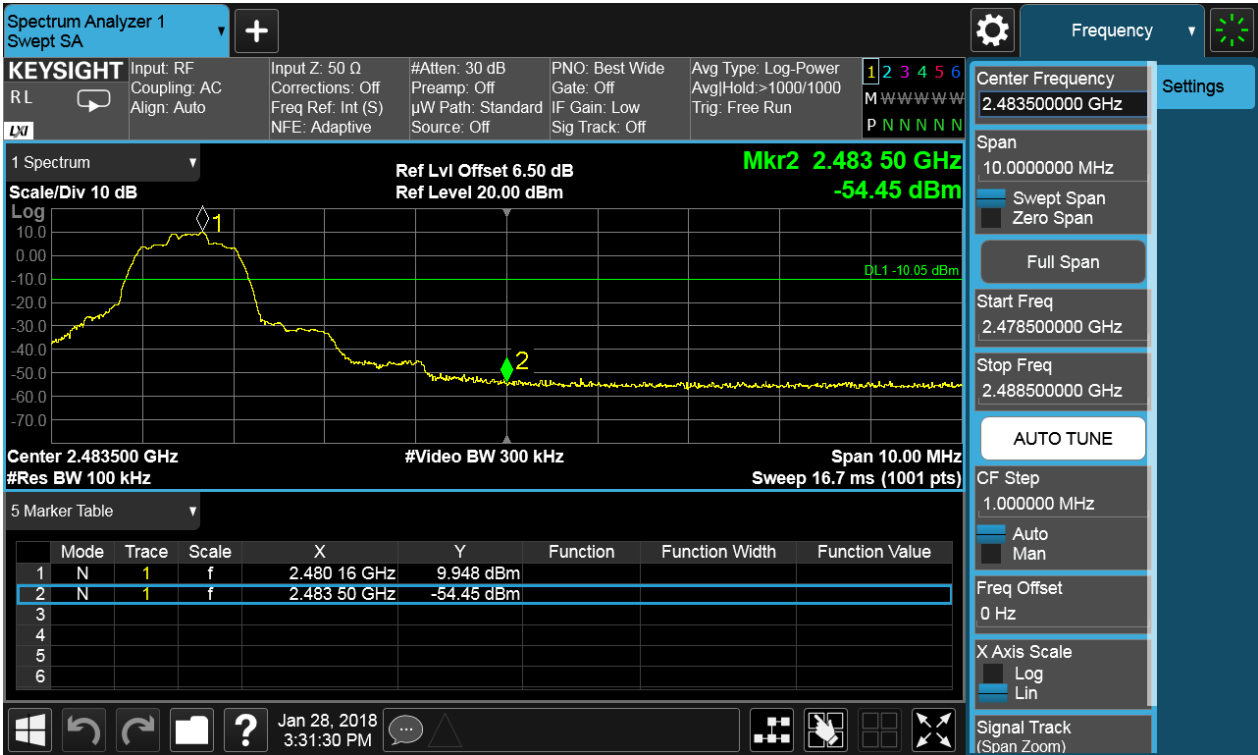 Spectrum Analyzer 1
Swept SA
+
Frequency
KEYSIGHT
R L
LXI
Input: RF
Coupling: AC
Align: Auto
Input Z: 50 Ω
Corrections: Off
Freq Ref: Int (S)
NFE: Adaptive
#Atten: 30 dB
Preamp: Off
µW Path: Standard
Source: Off
PNO: Best Wide
Gate: Off
IF Gain: Low
Sig Track: Off
Avg Type: Log-Power
Avg|Hold:>1000/1000
Trig: Free Run
1 2 3 4 5 6
M W W W W W
P N N N N N
1 Spectrum
Scale/Div 10 dB
Ref Lvl Offset 6.50 dB
Ref Level 20.00 dBm
Mkr2 2.483 50 GHz
-54.45 dBm
Log
10.0
0.00
-10.0
-20.0
-30.0
-40.0
-50.0
-60.0
-70.0
1
2
DL1 -10.05 dBm
Center 2.483500 GHz
#Video BW 300 kHz
Span 10.00 MHz
#Res BW 100 kHz
Sweep 16.7 ms (1001 pts)
5 Marker Table
Mode Trace Scale X Y Function Function Width Function Value
1 N 1 f 2.480 16 GHz 9.948 dBm
2 N 1 f 2.483 50 GHz -54.45 dBm
3
4
5
6
?
Jan 28, 2018
3:31:30 PM
Center Frequency
2.483500000 GHz
Settings
Span
10.0000000 MHz
Swept Span
Zero Span
Full Span
Start Freq
2.478500000 GHz
Stop Freq
2.488500000 GHz
AUTO TUNE
CF Step
1.000000 MHz
Auto
Man
Freq Offset
0 Hz
X Axis Scale
Log
Lin
Signal Track
(Span Zoom)